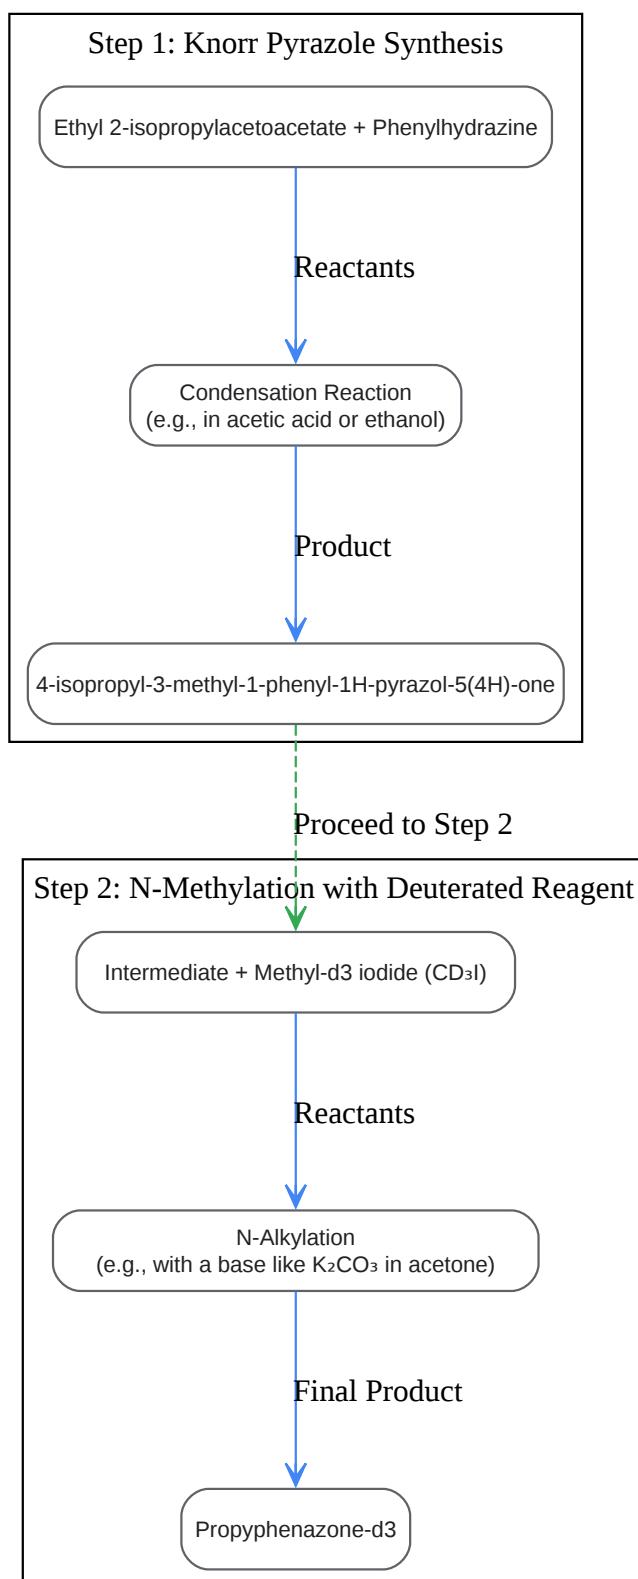 Step 1: Knorr Pyrazole Synthesis
Ethyl 2-isopropylacetoacetate + Phenylhydrazine
Reactants
Condensation Reaction
(e.g., in acetic acid or ethanol)
Product
4-isopropyl-3-methyl-1-phenyl-1H-pyrazol-5(4H)-one
Proceed to Step 2
Step 2: N-Methylation with Deuterated Reagent
Intermediate + Methyl-d3 iodide (CD₃I)
Reactants
N-Alkylation
(e.g., with a base like K₂CO₃ in acetone)
Final Product
Propyphenazone-d3